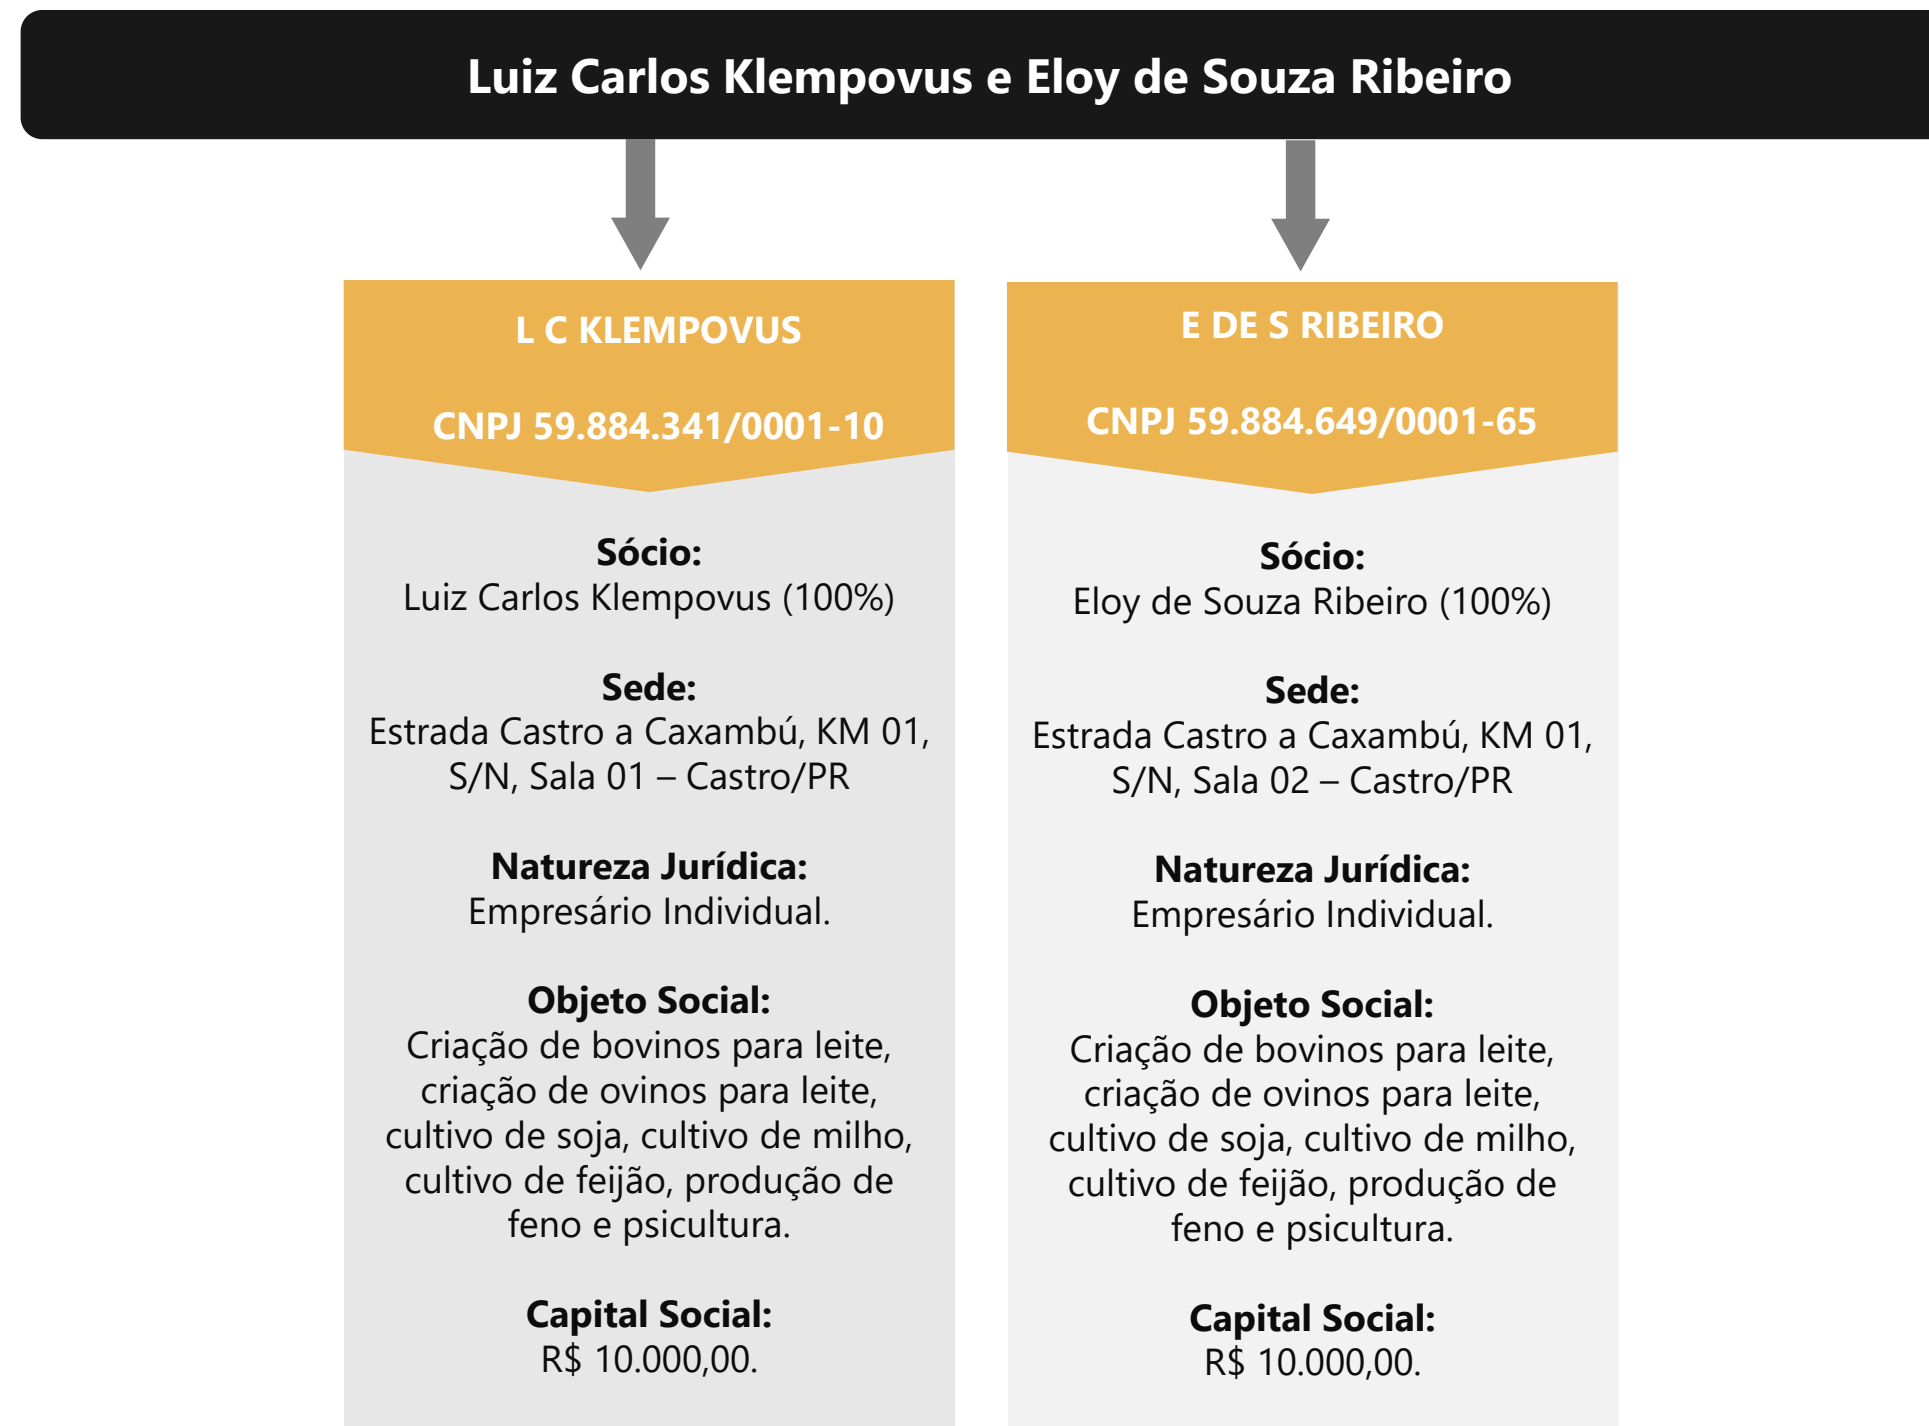 Luiz Carlos Klempovus e Eloy de Souza Ribeiro
L C KLEMPOVUS
CNPJ 59.884.341/0001-10
Sócio:
Luiz Carlos Klempovus (100%)
Sede:
Estrada Castro a Caxambú, KM 01,
S/N, Sala 01 – Castro/PR
Natureza Jurídica:
Empresário Individual.
Objeto Social:
Criação de bovinos para leite,
criação de ovinos para leite,
cultivo de soja, cultivo de milho,
cultivo de feijão, produção de
feno e psicultura.
Capital Social:
R$ 10.000,00.
E DE S RIBEIRO
CNPJ 59.884.649/0001-65
Sócio:
Eloy de Souza Ribeiro (100%)
Sede:
Estrada Castro a Caxambú, KM 01,
S/N, Sala 02 – Castro/PR
Natureza Jurídica:
Empresário Individual.
Objeto Social:
Criação de bovinos para leite,
criação de ovinos para leite,
cultivo de soja, cultivo de milho,
cultivo de feijão, produção de
feno e psicultura.
Capital Social:
R$ 10.000,00.